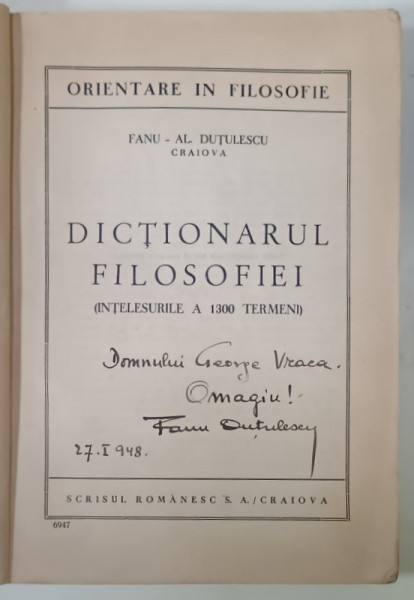 ORIENTARE IN FILOSOFIE
FANU - AL. DUȚULESCU
CRAIOVA
DICȚIONARUL
FILOSOFIEI
(INȚELESURILE A 1300 TERMENI)
Domnului George Vraca.
Omagiu!
Fanu Duțulescu
27.I 948.
SCRISUL ROMÂNESC S. A./CRAIOVA
6947